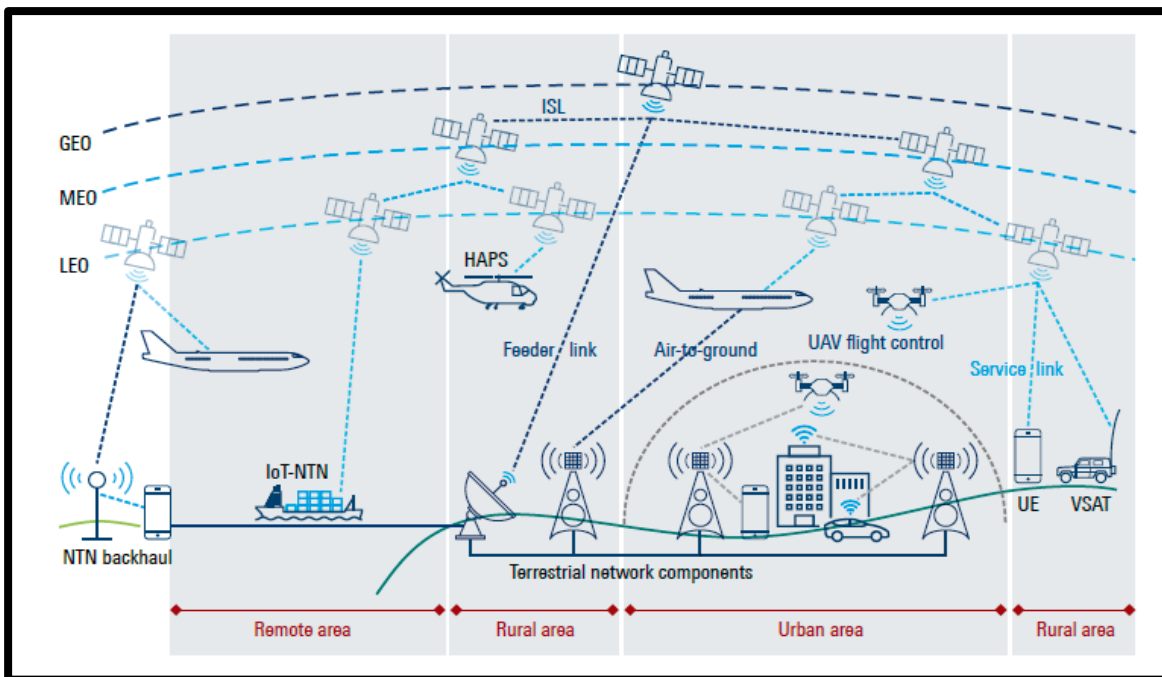 ISL
GEO
MEO
LEO
HAPS
Feeder link
Air-to-ground
UAV flight control
Service link
IoT-NTN
UE
VSAT
NTN backhaul
Terrestrial network components
Remote area
Rural area
Urban area
Rural area